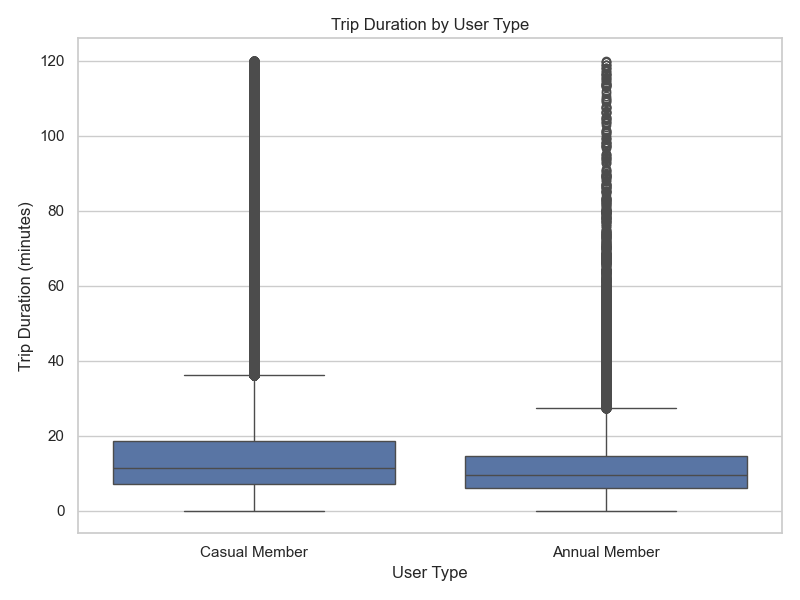 Trip Duration by User Type
120
100
80
60
40
20
0
Trip Duration (minutes)
Casual Member
Annual Member
User Type